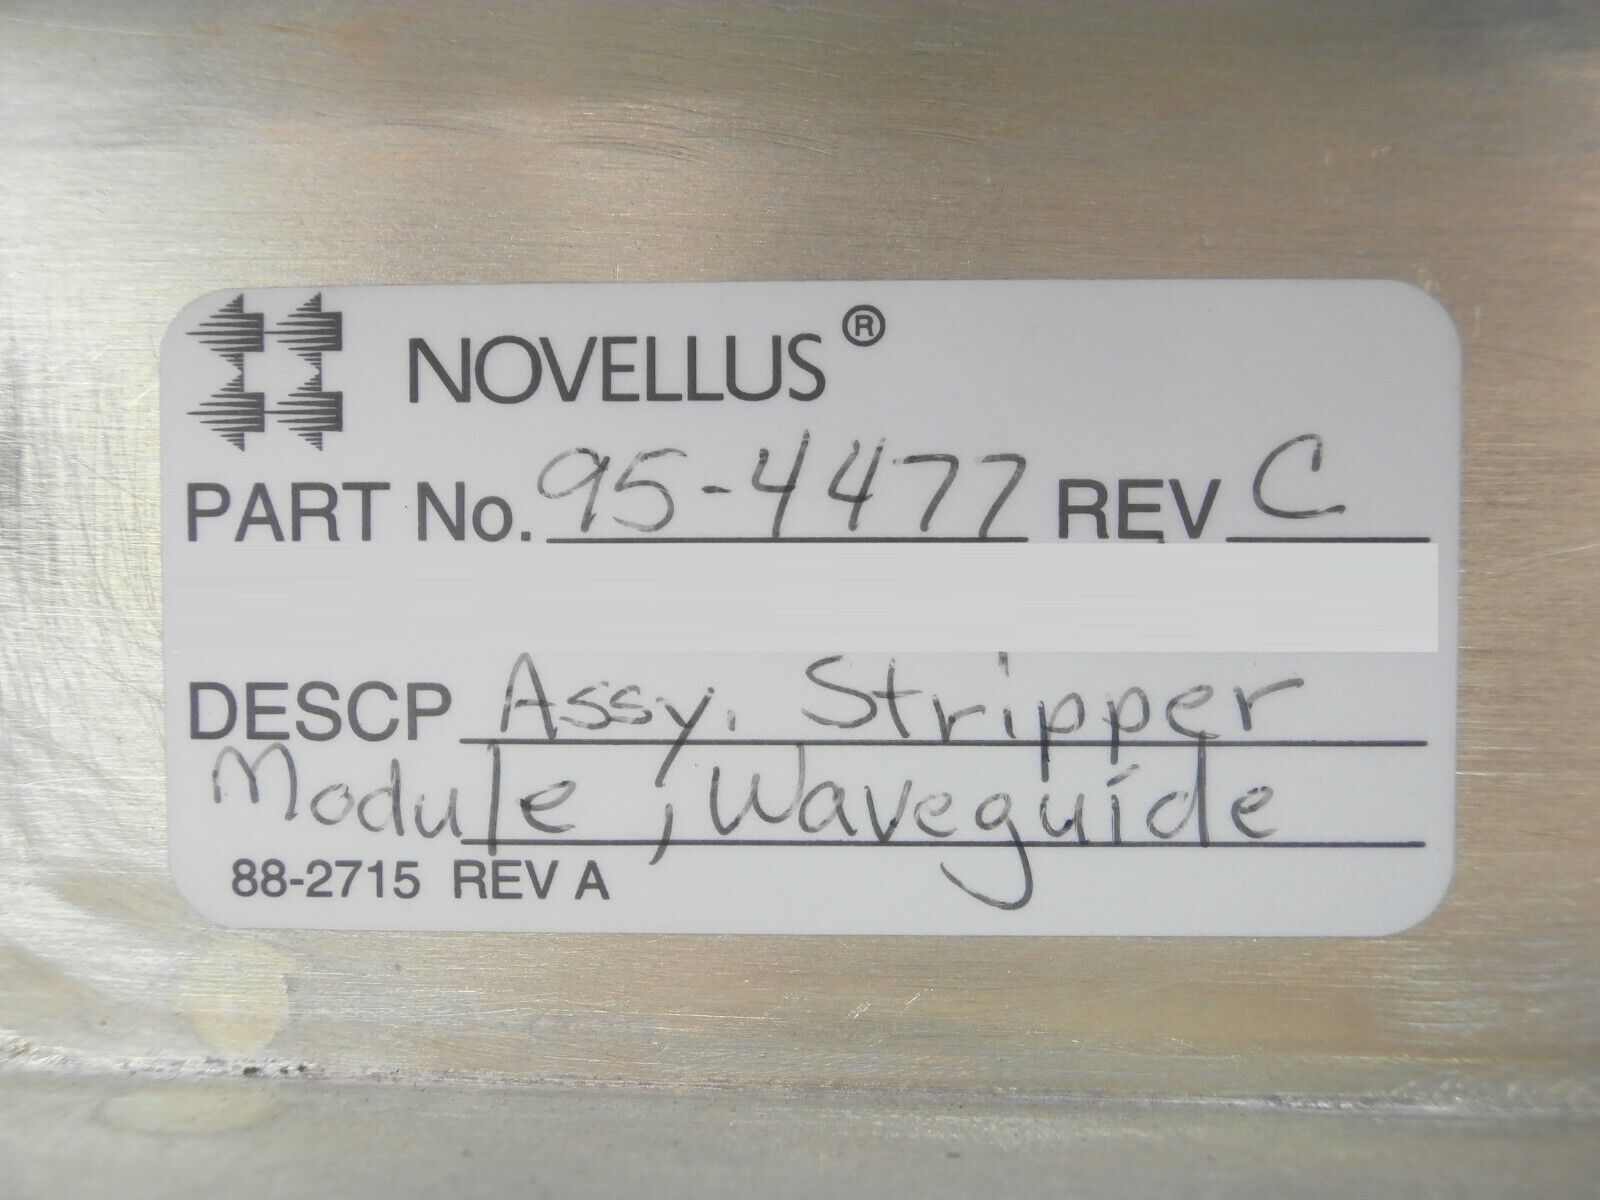 NOVELLUS®
PART No. 95-4477 REV C
DESCP Assy. Stripper
Module, Waveguide
88-2715 REV A